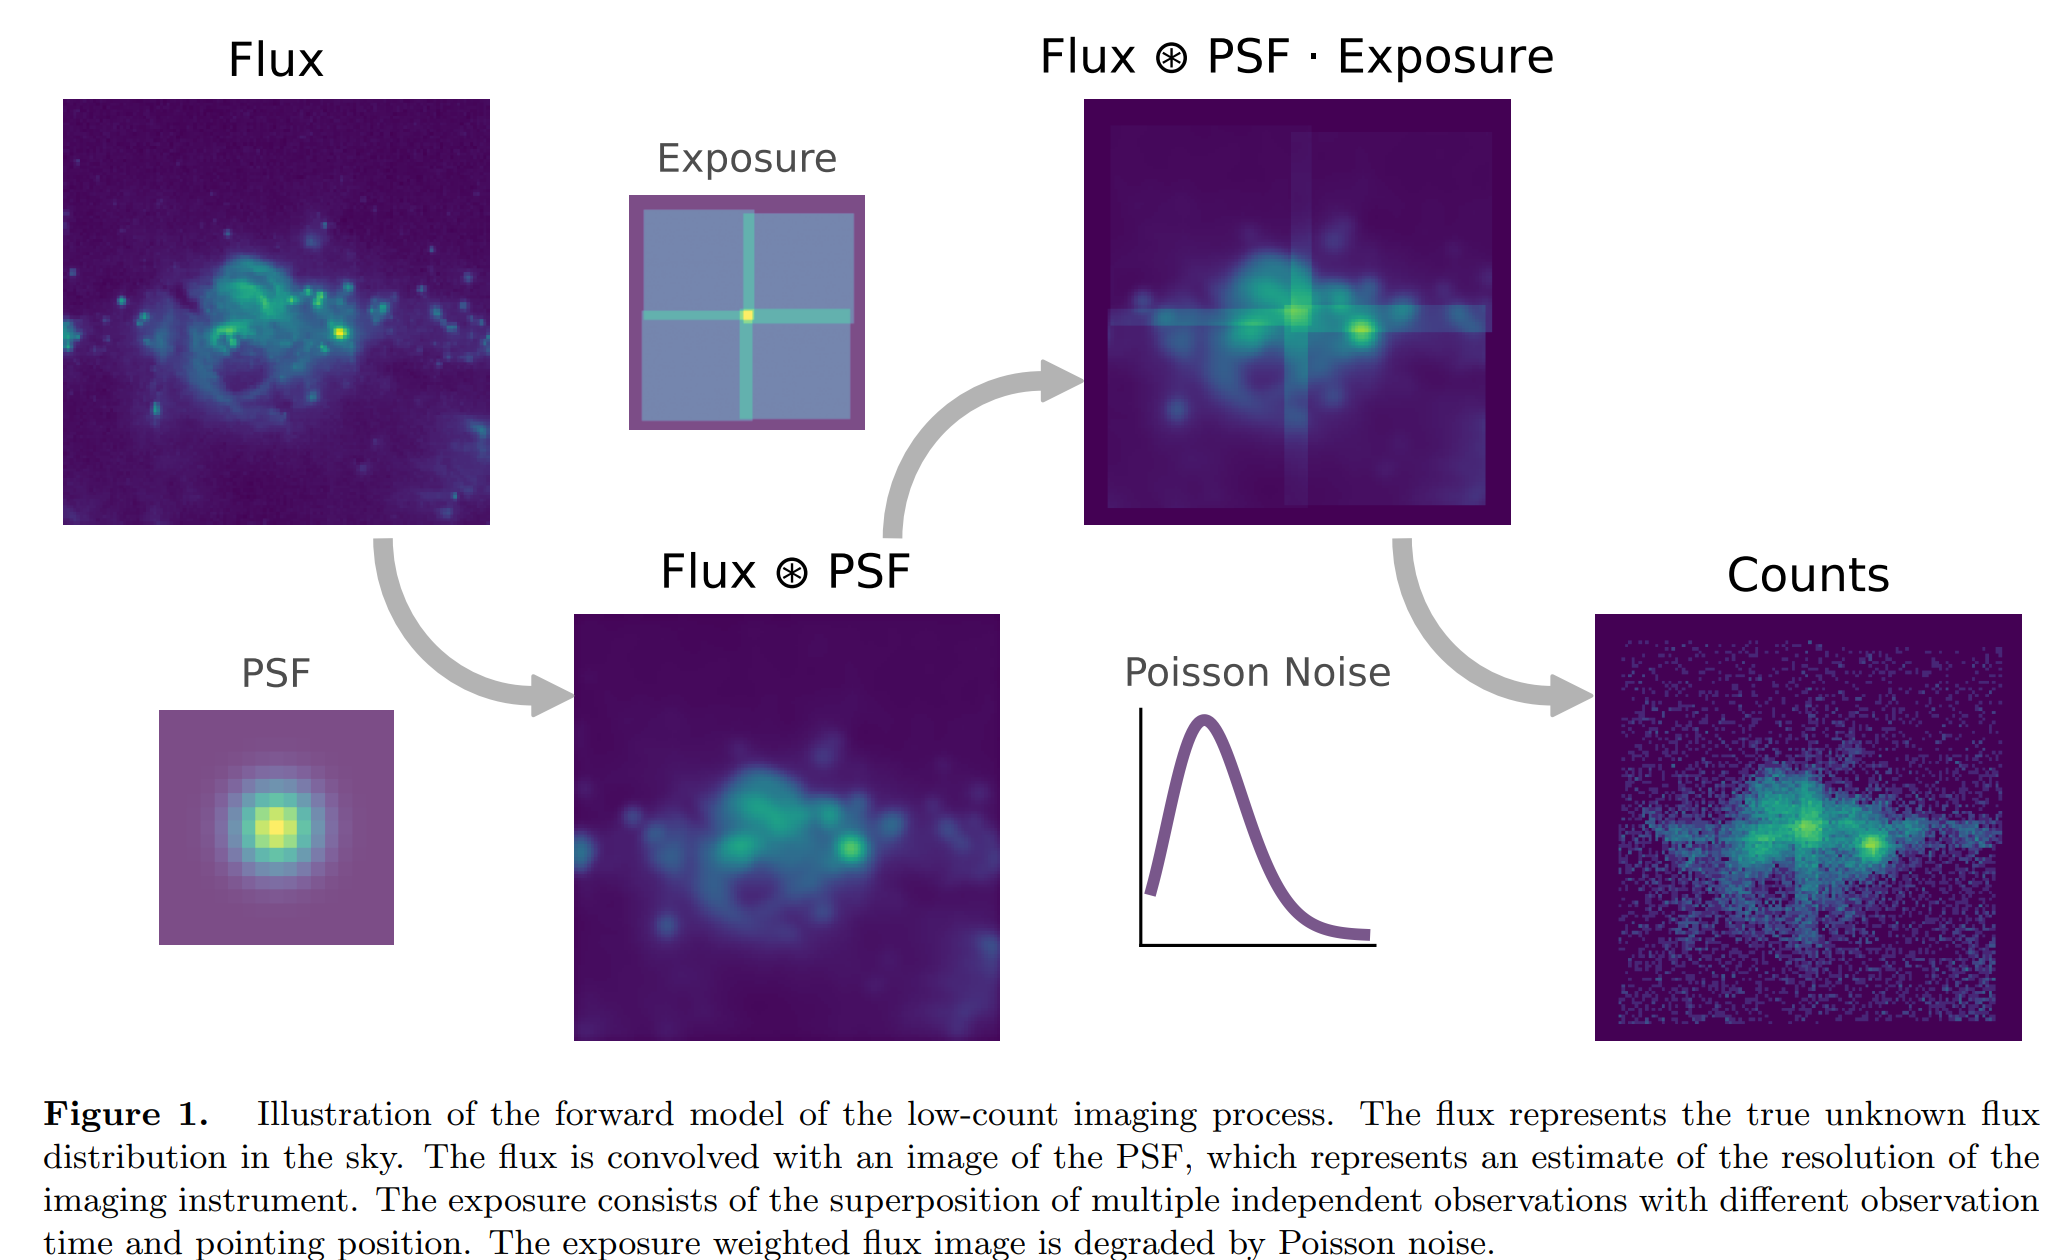 Flux
Flux ⊛ PSF · Exposure
Exposure
Flux ⊛ PSF
Counts
PSF
Poisson Noise
Figure 1. Illustration of the forward model of the low-count imaging process. The flux represents the true unknown flux
distribution in the sky. The flux is convolved with an image of the PSF, which represents an estimate of the resolution of the
imaging instrument. The exposure consists of the superposition of multiple independent observations with different observation
time and pointing position. The exposure weighted flux image is degraded by Poisson noise.